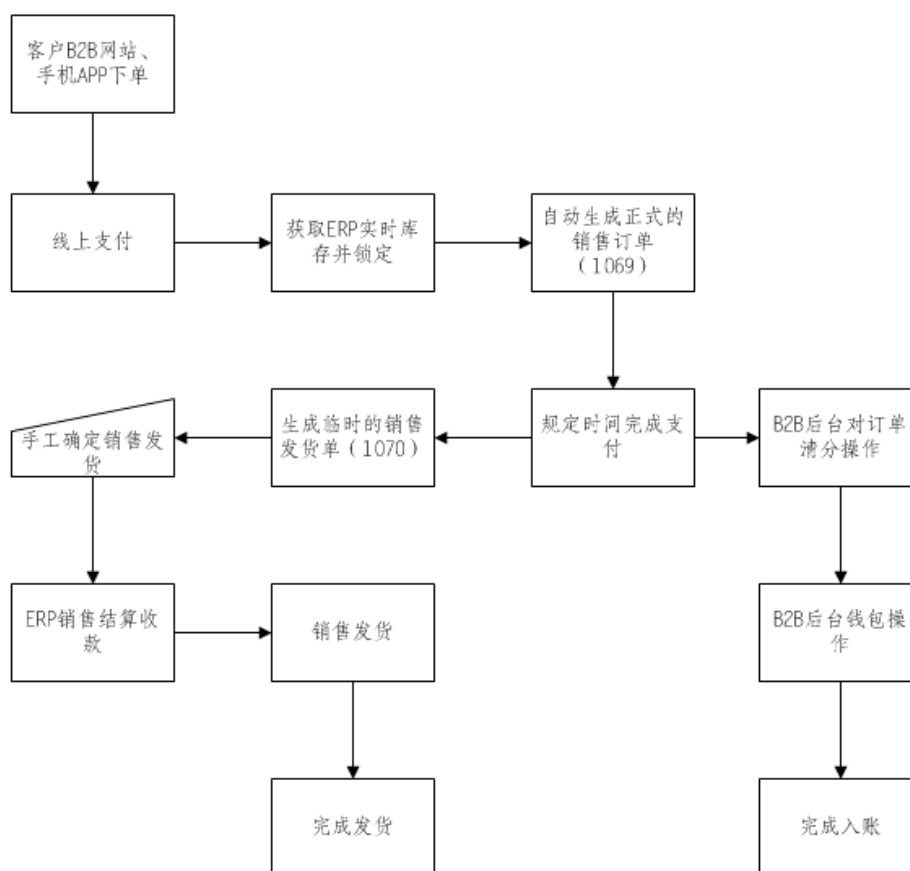 客户B2B网站、
手机APP下单
线上支付
获取ERP实时库
存并锁定
自动生成正式的
销售订单
（1069）
手工确定销售发
货
生成临时的销售
发货单（1070）
规定时间完成支
付
B2B后台对订单
清分操作
ERP销售结算收
款
销售发货
B2B后台钱包操
作
完成发货
完成入账